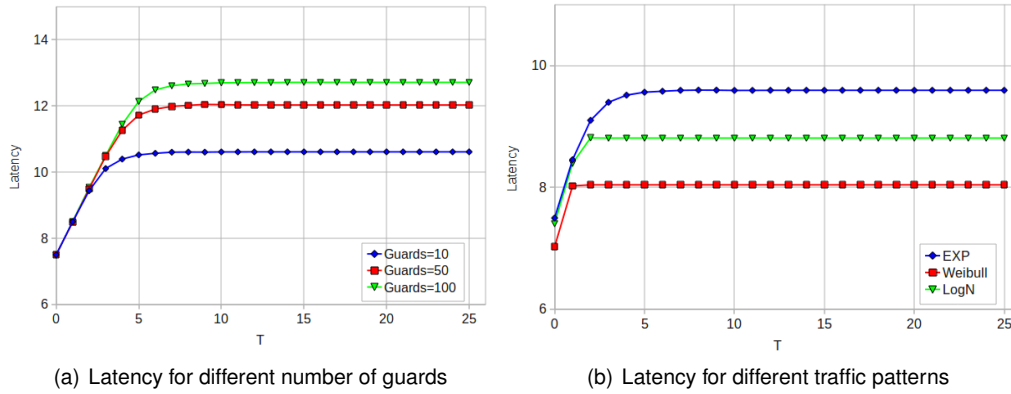 14
12
10
8
6
Latency
0
5
10
15
20
25
T
Guards=10
Guards=50
Guards=100
(a) Latency for different number of guards
10
8
6
Latency
0
5
10
15
20
25
T
EXP
Weibull
LogN
(b) Latency for different traffic patterns